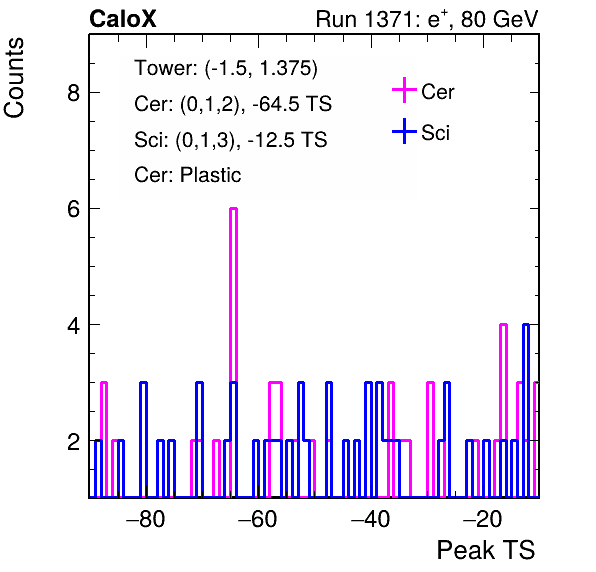 CaloX Run 1371: e⁺, 80 GeV
Counts
Tower: (-1.5, 1.375)
Cer: (0,1,2), -64.5 TS
Sci: (0,1,3), -12.5 TS
Cer: Plastic
Cer
Sci
8
6
4
2
−80 −60 −40 −20
Peak TS